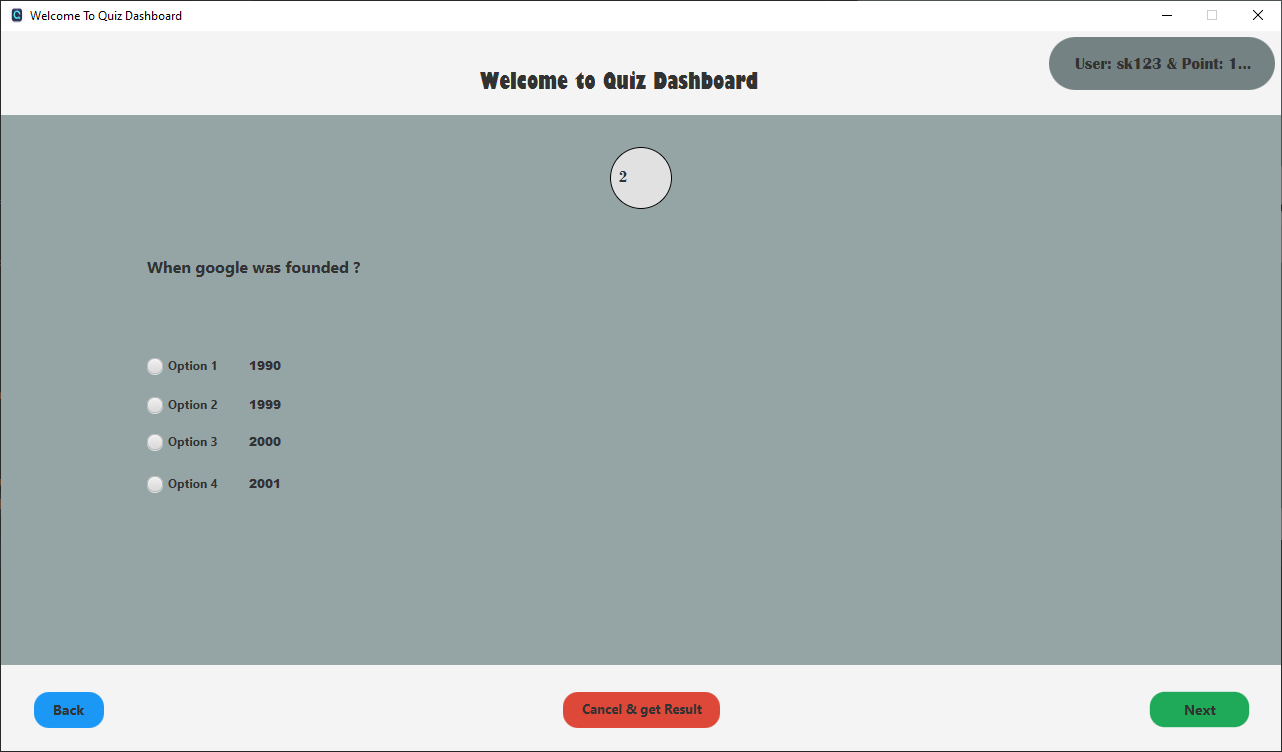 Welcome To Quiz Dashboard
User: sk123 & Point: 1...
Welcome to Quiz Dashboard
2
When google was founded ?
Option 1 1990
Option 2 1999
Option 3 2000
Option 4 2001
Back
Cancel & get Result
Next